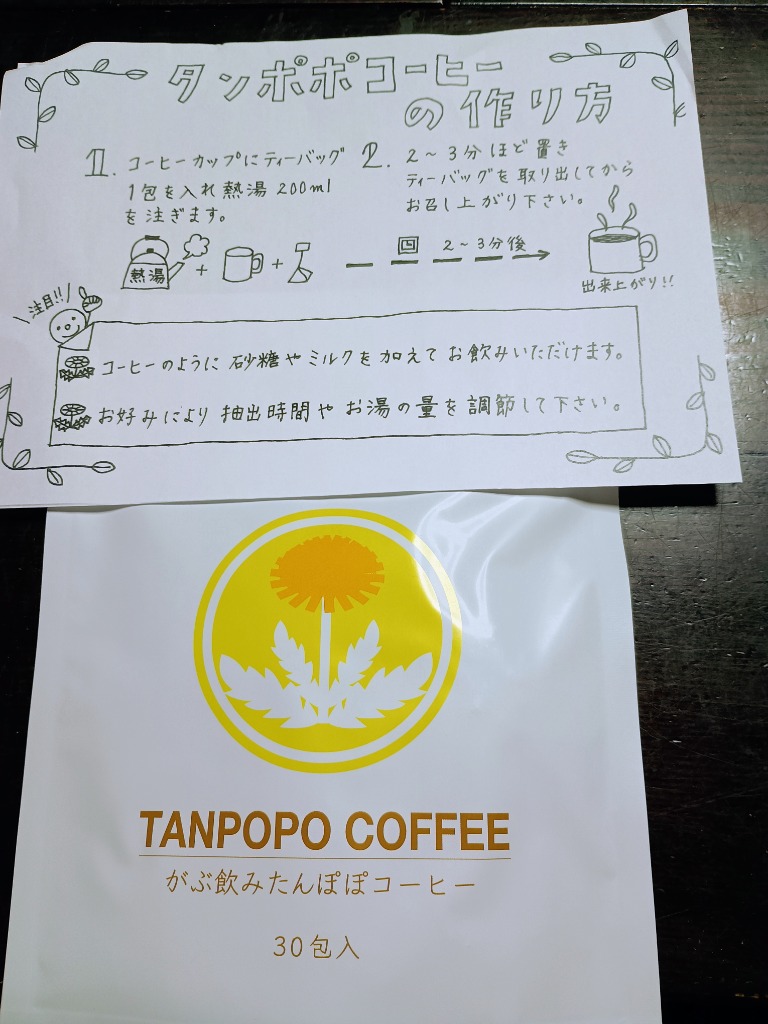 タンポポコーヒー
の作り方
1. コーヒーカップにティーバッグ
1包を入れ熱湯200ml
を注ぎます。
2. 2～3分ほど置き
ティーバッグを取り出してから
お召し上がり下さい。
熱湯
+
+
回 2～3分後
出来上がり!!
注目!!
コーヒーのように砂糖やミルクを加えてお飲みいただけます。
お好みにより抽出時間やお湯の量を調節して下さい。
TANPOPO COFFEE
がぶ飲みたんぽぽコーヒー
30包入